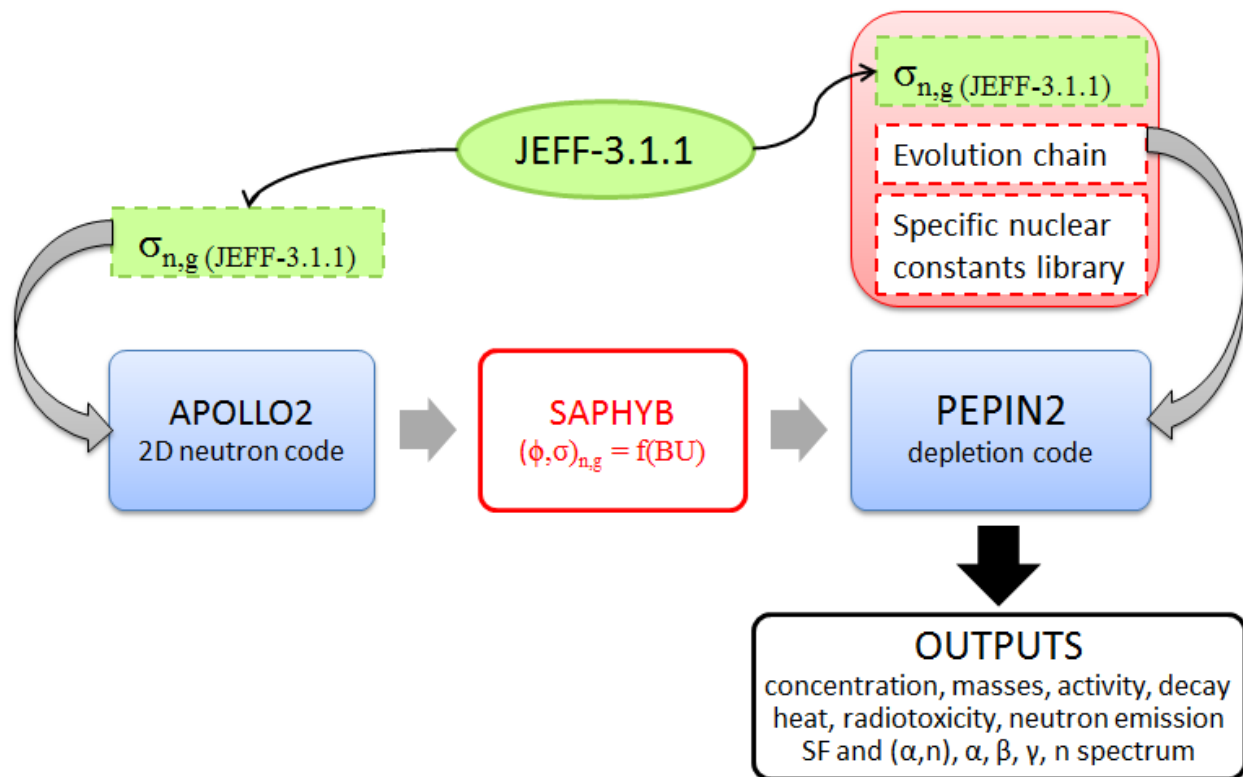 JEFF-3.1.1
σn,g (JEFF-3.1.1)
Evolution chain
Specific nuclear
constants library
σn,g (JEFF-3.1.1)
APOLLO2
2D neutron code
SAPHYB
(ϕ,σ)n,g = f(BU)
PEPIN2
depletion code
OUTPUTS
concentration, masses, activity, decay
heat, radiotoxicity, neutron emission
SF and (α,n), α, β, γ, n spectrum